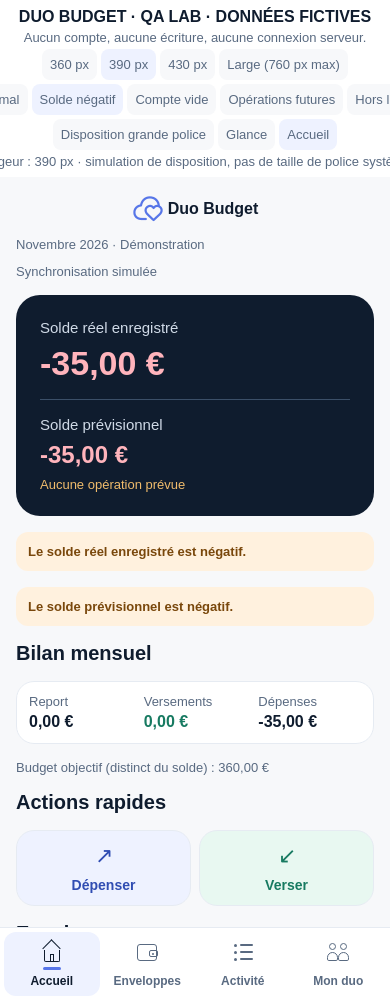 DUO BUDGET · QA LAB · DONNÉES FICTIVES
Aucun compte, aucune écriture, aucune connexion serveur.
360 px 390 px 430 px Large (760 px max)
Solde négatif Compte vide Opérations futures Hors
Disposition grande police Glance Accueil
: 390 px · simulation de disposition, pas de taille de police
Duo Budget
Novembre 2026 · Démonstration
Synchronisation simulée
Solde réel enregistré
-35,00 €
Solde prévisionnel
-35,00 €
Aucune opération prévue
Le solde réel enregistré est négatif.
Le solde prévisionnel est négatif.
Bilan mensuel
Report Versements Dépenses
0,00 € 0,00 € -35,00 €
Budget objectif (distinct du solde) : 360,00 €
Actions rapides
Dépenser Verser
Accueil Enveloppes Activité Mon duo